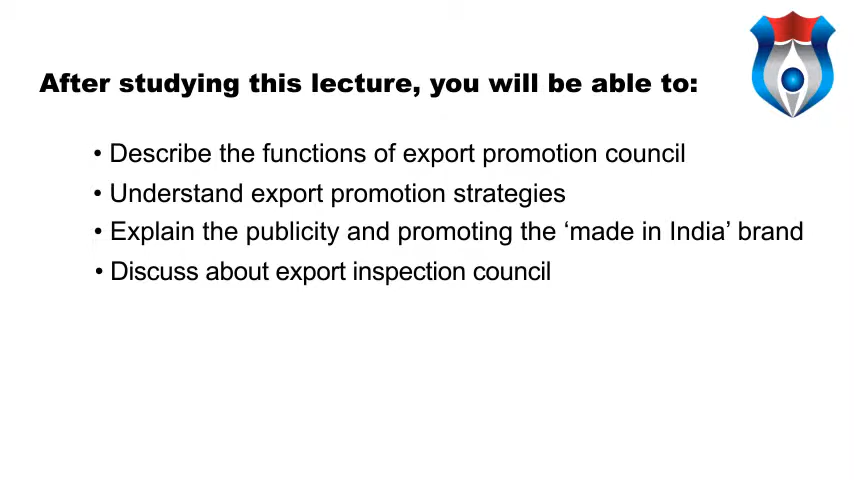 After studying this lecture, you will be able to:
• Describe the functions of export promotion council
• Understand export promotion strategies
• Explain the publicity and promoting the ‘made in India’ brand
• Discuss about export inspection council